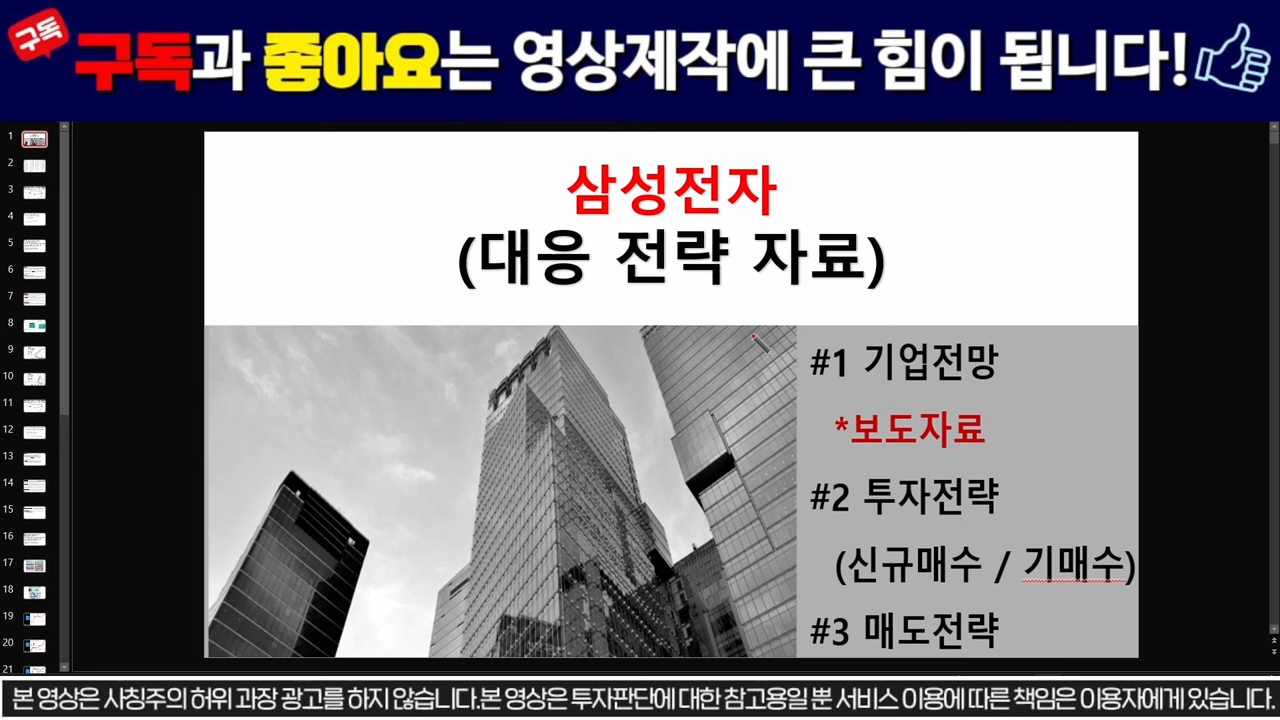 구독
구독과 좋아요는 영상제작에 큰 힘이 됩니다!
1
2
3
4
5
6
7
8
9
10
11
12
13
14
15
16
17
18
19
20
21
삼성전자
(대응 전략 자료)
#1 기업전망
*보도자료
#2 투자전략
(신규매수 / 기매수)
#3 매도전략
본 영상은 사칭주의 허위 과장 광고를 하지 않습니다.본 영상은 투자판단에 대한 참고용일 뿐 서비스 이용에 따른 책임은 이용자에게 있습니다.